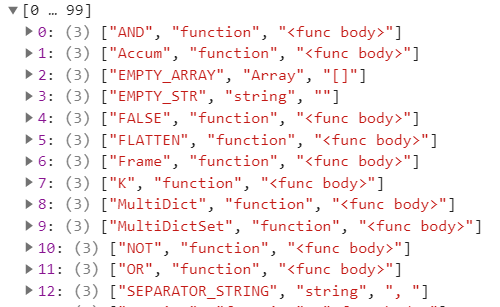 ▼[0 … 99]
▶0: (3) ["AND", "function", "<func body>"]
▶1: (3) ["Accum", "function", "<func body>"]
▶2: (3) ["EMPTY_ARRAY", "Array", "[]"]
▶3: (3) ["EMPTY_STR", "string", ""]
▶4: (3) ["FALSE", "function", "<func body>"]
▶5: (3) ["FLATTEN", "function", "<func body>"]
▶6: (3) ["Frame", "function", "<func body>"]
▶7: (3) ["K", "function", "<func body>"]
▶8: (3) ["MultiDict", "function", "<func body>"]
▶9: (3) ["MultiDictSet", "function", "<func body>"]
▶10: (3) ["NOT", "function", "<func body>"]
▶11: (3) ["OR", "function", "<func body>"]
▶12: (3) ["SEPARATOR_STRING", "string", ", "]